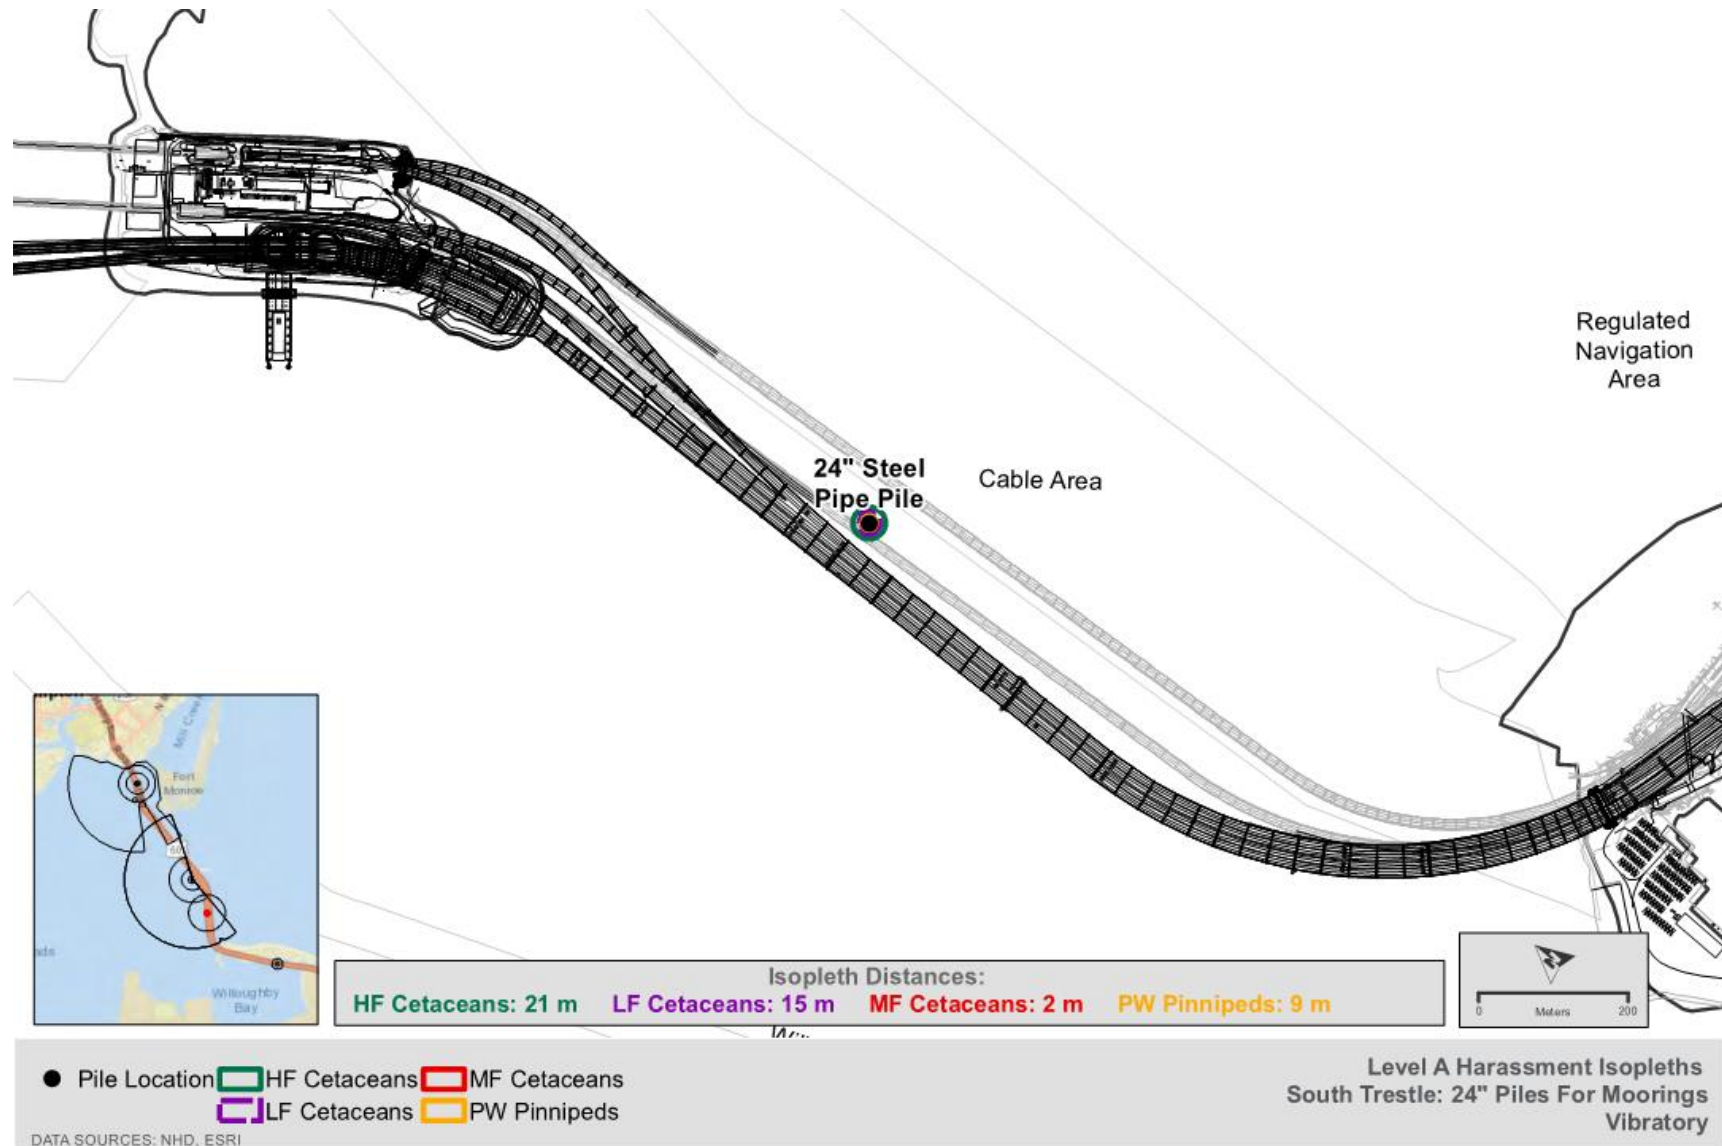 Regulated
Navigation
Area
24" Steel
Pipe Pile
Cable Area
Mill Creek
Fort
Monroe
Willoughby
Bay
Isopleth Distances:
HF Cetaceans: 21 m LF Cetaceans: 15 m MF Cetaceans: 2 m PW Pinnipeds: 9 m
0 Meters 200
Pile Location HF Cetaceans MF Cetaceans
LF Cetaceans PW Pinnipeds
Level A Harassment Isopleths
South Trestle: 24" Piles For Moorings
Vibratory
DATA SOURCES: NHD, ESRI